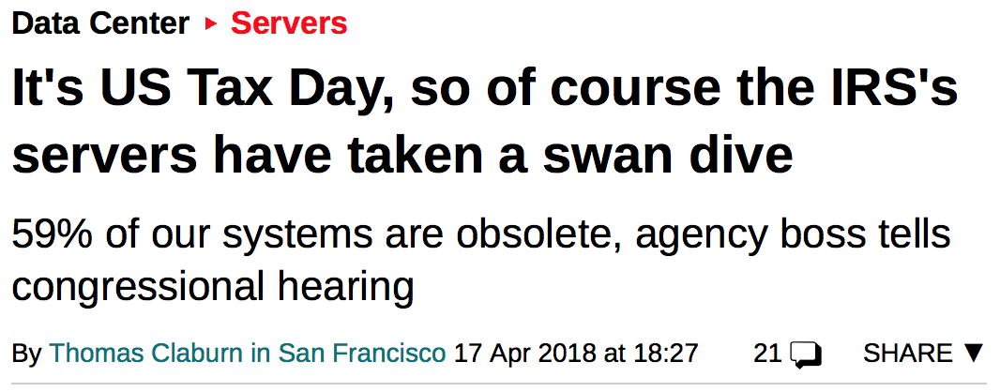 Data Center ▸ Servers
It's US Tax Day, so of course the IRS's
servers have taken a swan dive
59% of our systems are obsolete, agency boss tells
congressional hearing
By Thomas Claburn in San Francisco 17 Apr 2018 at 18:27 21 SHARE ▼